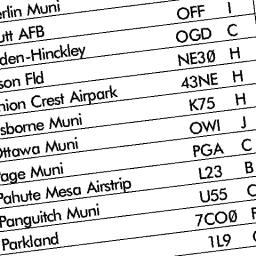 erlin Muni
utt AFB OFF I
den-Hinckley OGD C
son Fld NE30 H
nion Crest Airpark 43NE H
sborne Muni K75 H
Ottawa Muni OWI J
Page Muni PGA C
Pahute Mesa Airstrip L23 B
Panguitch Muni U55 C
Parkland 7CO0
1L9